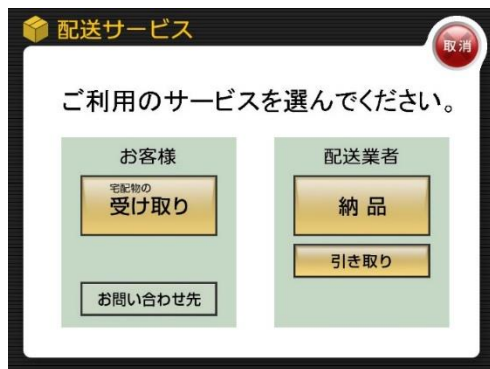 配送サービス
取消
ご利用のサービスを選んでください。
お客様
宅配物の
受け取り
お問い合わせ先
配送業者
納品
引き取り